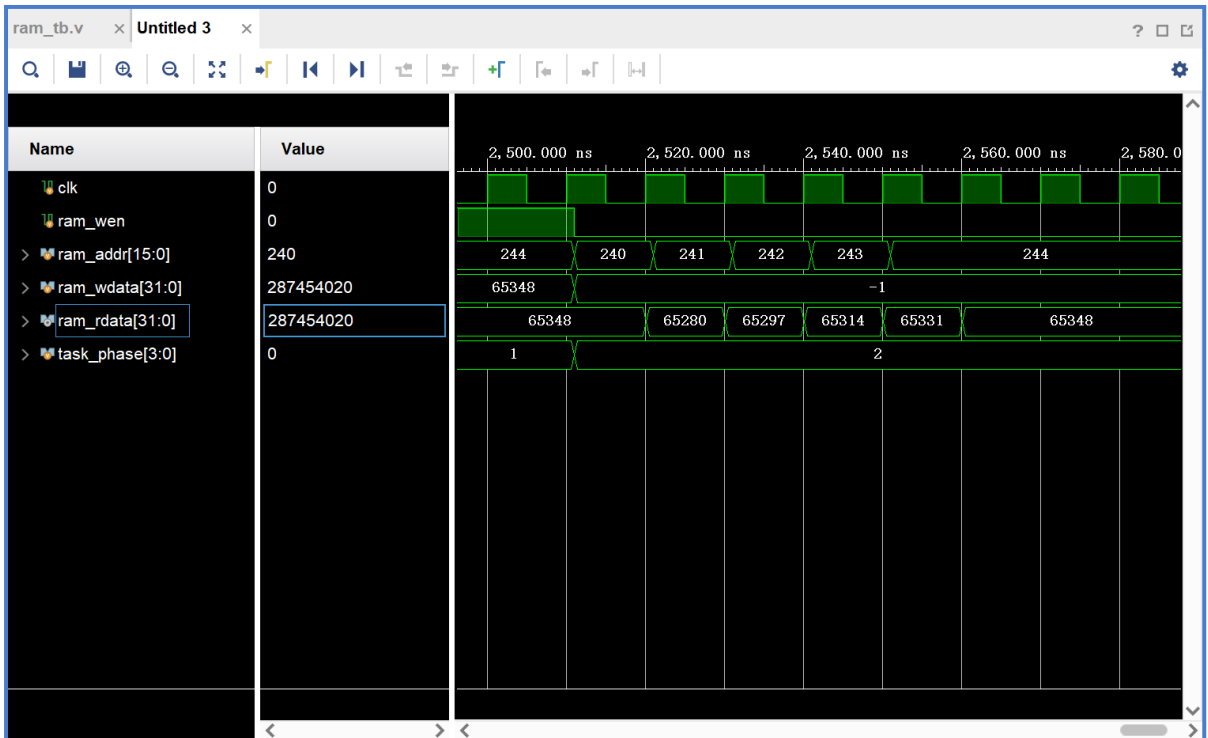 ram_tb.v × Untitled 3 × ?
Name Value
2,500.000 ns 2,520.000 ns 2,540.000 ns 2,560.000 ns 2,580.0
clk 0
ram_wen 0
ram_addr[15:0] 240 244 240 241 242 243 244
ram_wdata[31:0] 287454020 65348 -1
ram_rdata[31:0] 287454020 65348 65280 65297 65314 65331 65348
task_phase[3:0] 0 1 2